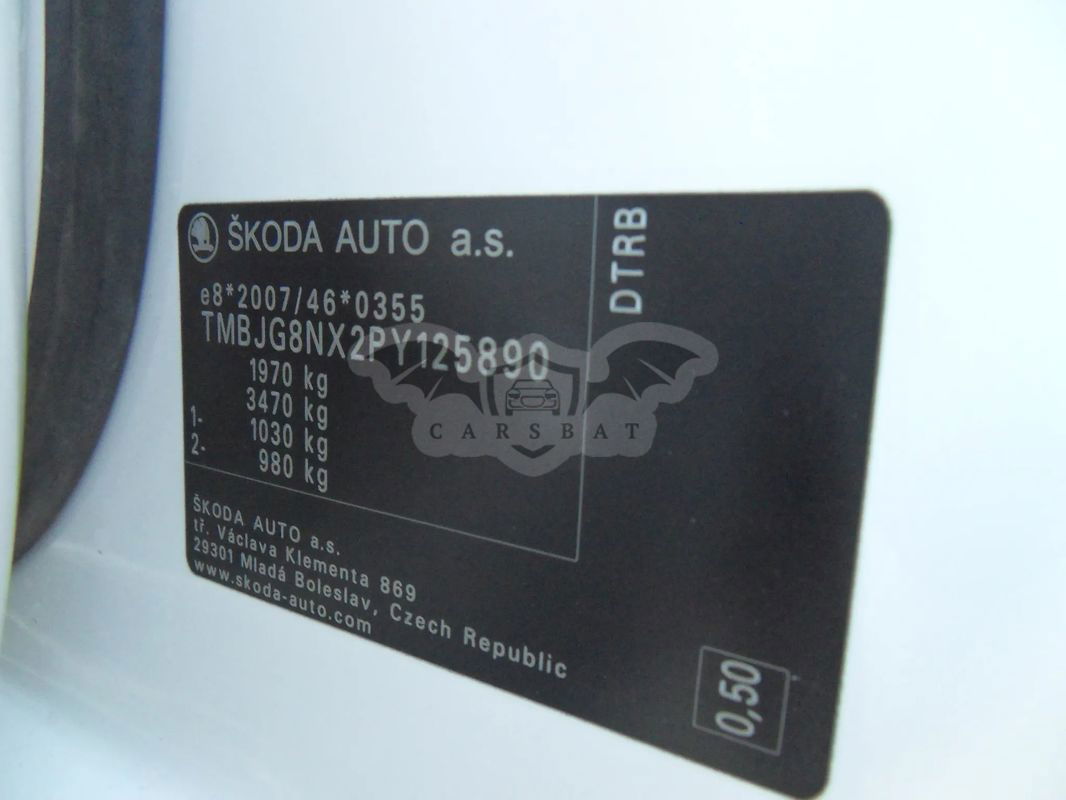 ŠKODA AUTO a.s.
DTRB
e8*2007/46*0355
TMBJG8NX2PY125890
1970 kg
3470 kg
1- 1030 kg
2- 980 kg
CARSBAT
ŠKODA AUTO a.s.
tř. Václava Klementa 869
29301 Mladá Boleslav, Czech Republic
www.skoda-auto.com
0,50